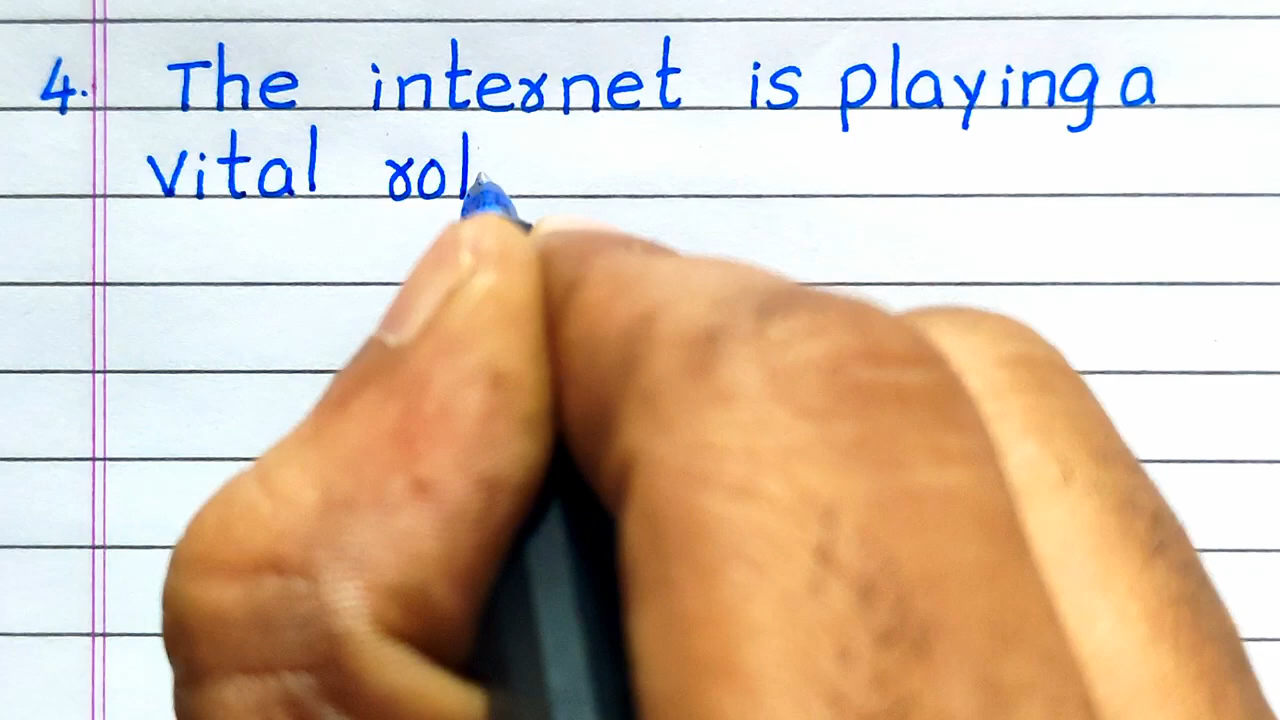 4. The internet is playing a
vital rol